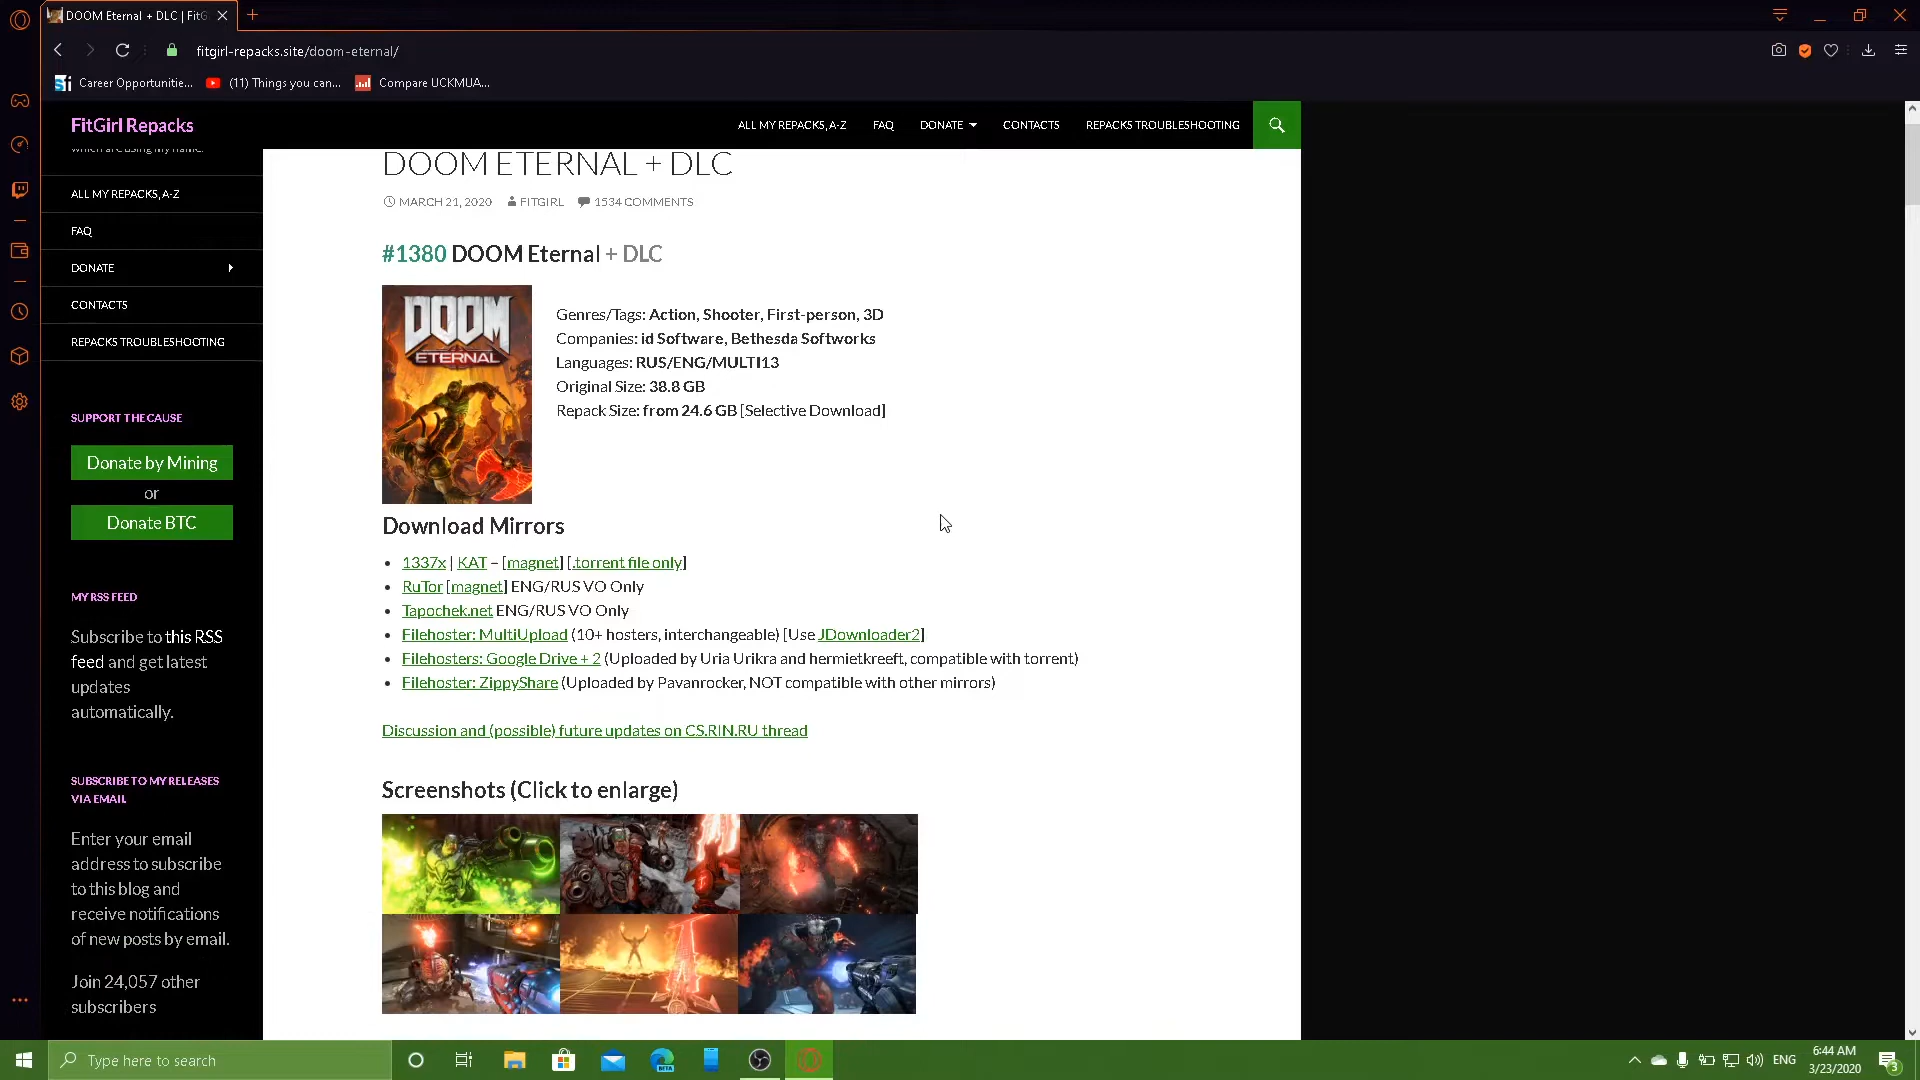 DOOM Eternal + DLC | FitG
fitgirl-repacks.site/doom-eternal/
Career Opportunitie...
(11) Things you can...
Compare UCKMUA...
FitGirl Repacks
ALL MY REPACKS, A-Z
FAQ
DONATE
CONTACTS
REPACKS TROUBLESHOOTING
which are using my name.
ALL MY REPACKS, A-Z
FAQ
DONATE
CONTACTS
REPACKS TROUBLESHOOTING
SUPPORT THE CAUSE
Donate by Mining
or
Donate BTC
MY RSS FEED
Subscribe to this RSS
feed and get latest
updates
automatically.
SUBSCRIBE TO MY RELEASES
VIA EMAIL
Enter your email
address to subscribe
to this blog and
receive notifications
of new posts by email.
Join 24,057 other
subscribers
DOOM ETERNAL + DLC
MARCH 21, 2020 FITGIRL 1534 COMMENTS
#1380 DOOM Eternal + DLC
DOOM
ETERNAL
Genres/Tags: Action, Shooter, First-person, 3D
Companies: id Software, Bethesda Softworks
Languages: RUS/ENG/MULTI13
Original Size: 38.8 GB
Repack Size: from 24.6 GB [Selective Download]
Download Mirrors
1337x | KAT – [magnet] [.torrent file only]
RuTor [magnet] ENG/RUS VO Only
Tapochek.net ENG/RUS VO Only
Filehoster: MultiUpload (10+ hosters, interchangeable) [Use JDownloader2]
Filehosters: Google Drive + 2 (Uploaded by Uria Urikra and hermietkreeft, compatible with torrent)
Filehoster: ZippyShare (Uploaded by Pavanrocker, NOT compatible with other mirrors)
Discussion and (possible) future updates on CS.RIN.RU thread
Screenshots (Click to enlarge)
Type here to search
BETA
ENG
6:44 AM
3/23/2020
3